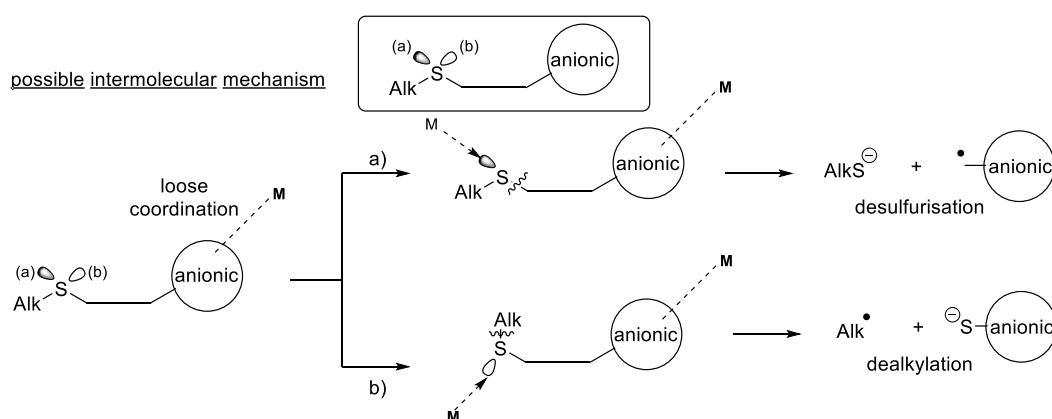 (a) (b)
S
Alk
anionic
possible intermolecular mechanism
M
M
a)
S
Alk
anionic
AlkS⊖ + • anionic
desulfurisation
loose
coordination
M
(a) (b)
S
Alk
anionic
M
Alk
S
anionic
Alk• + ⊖S anionic
dealkylation
b)
M